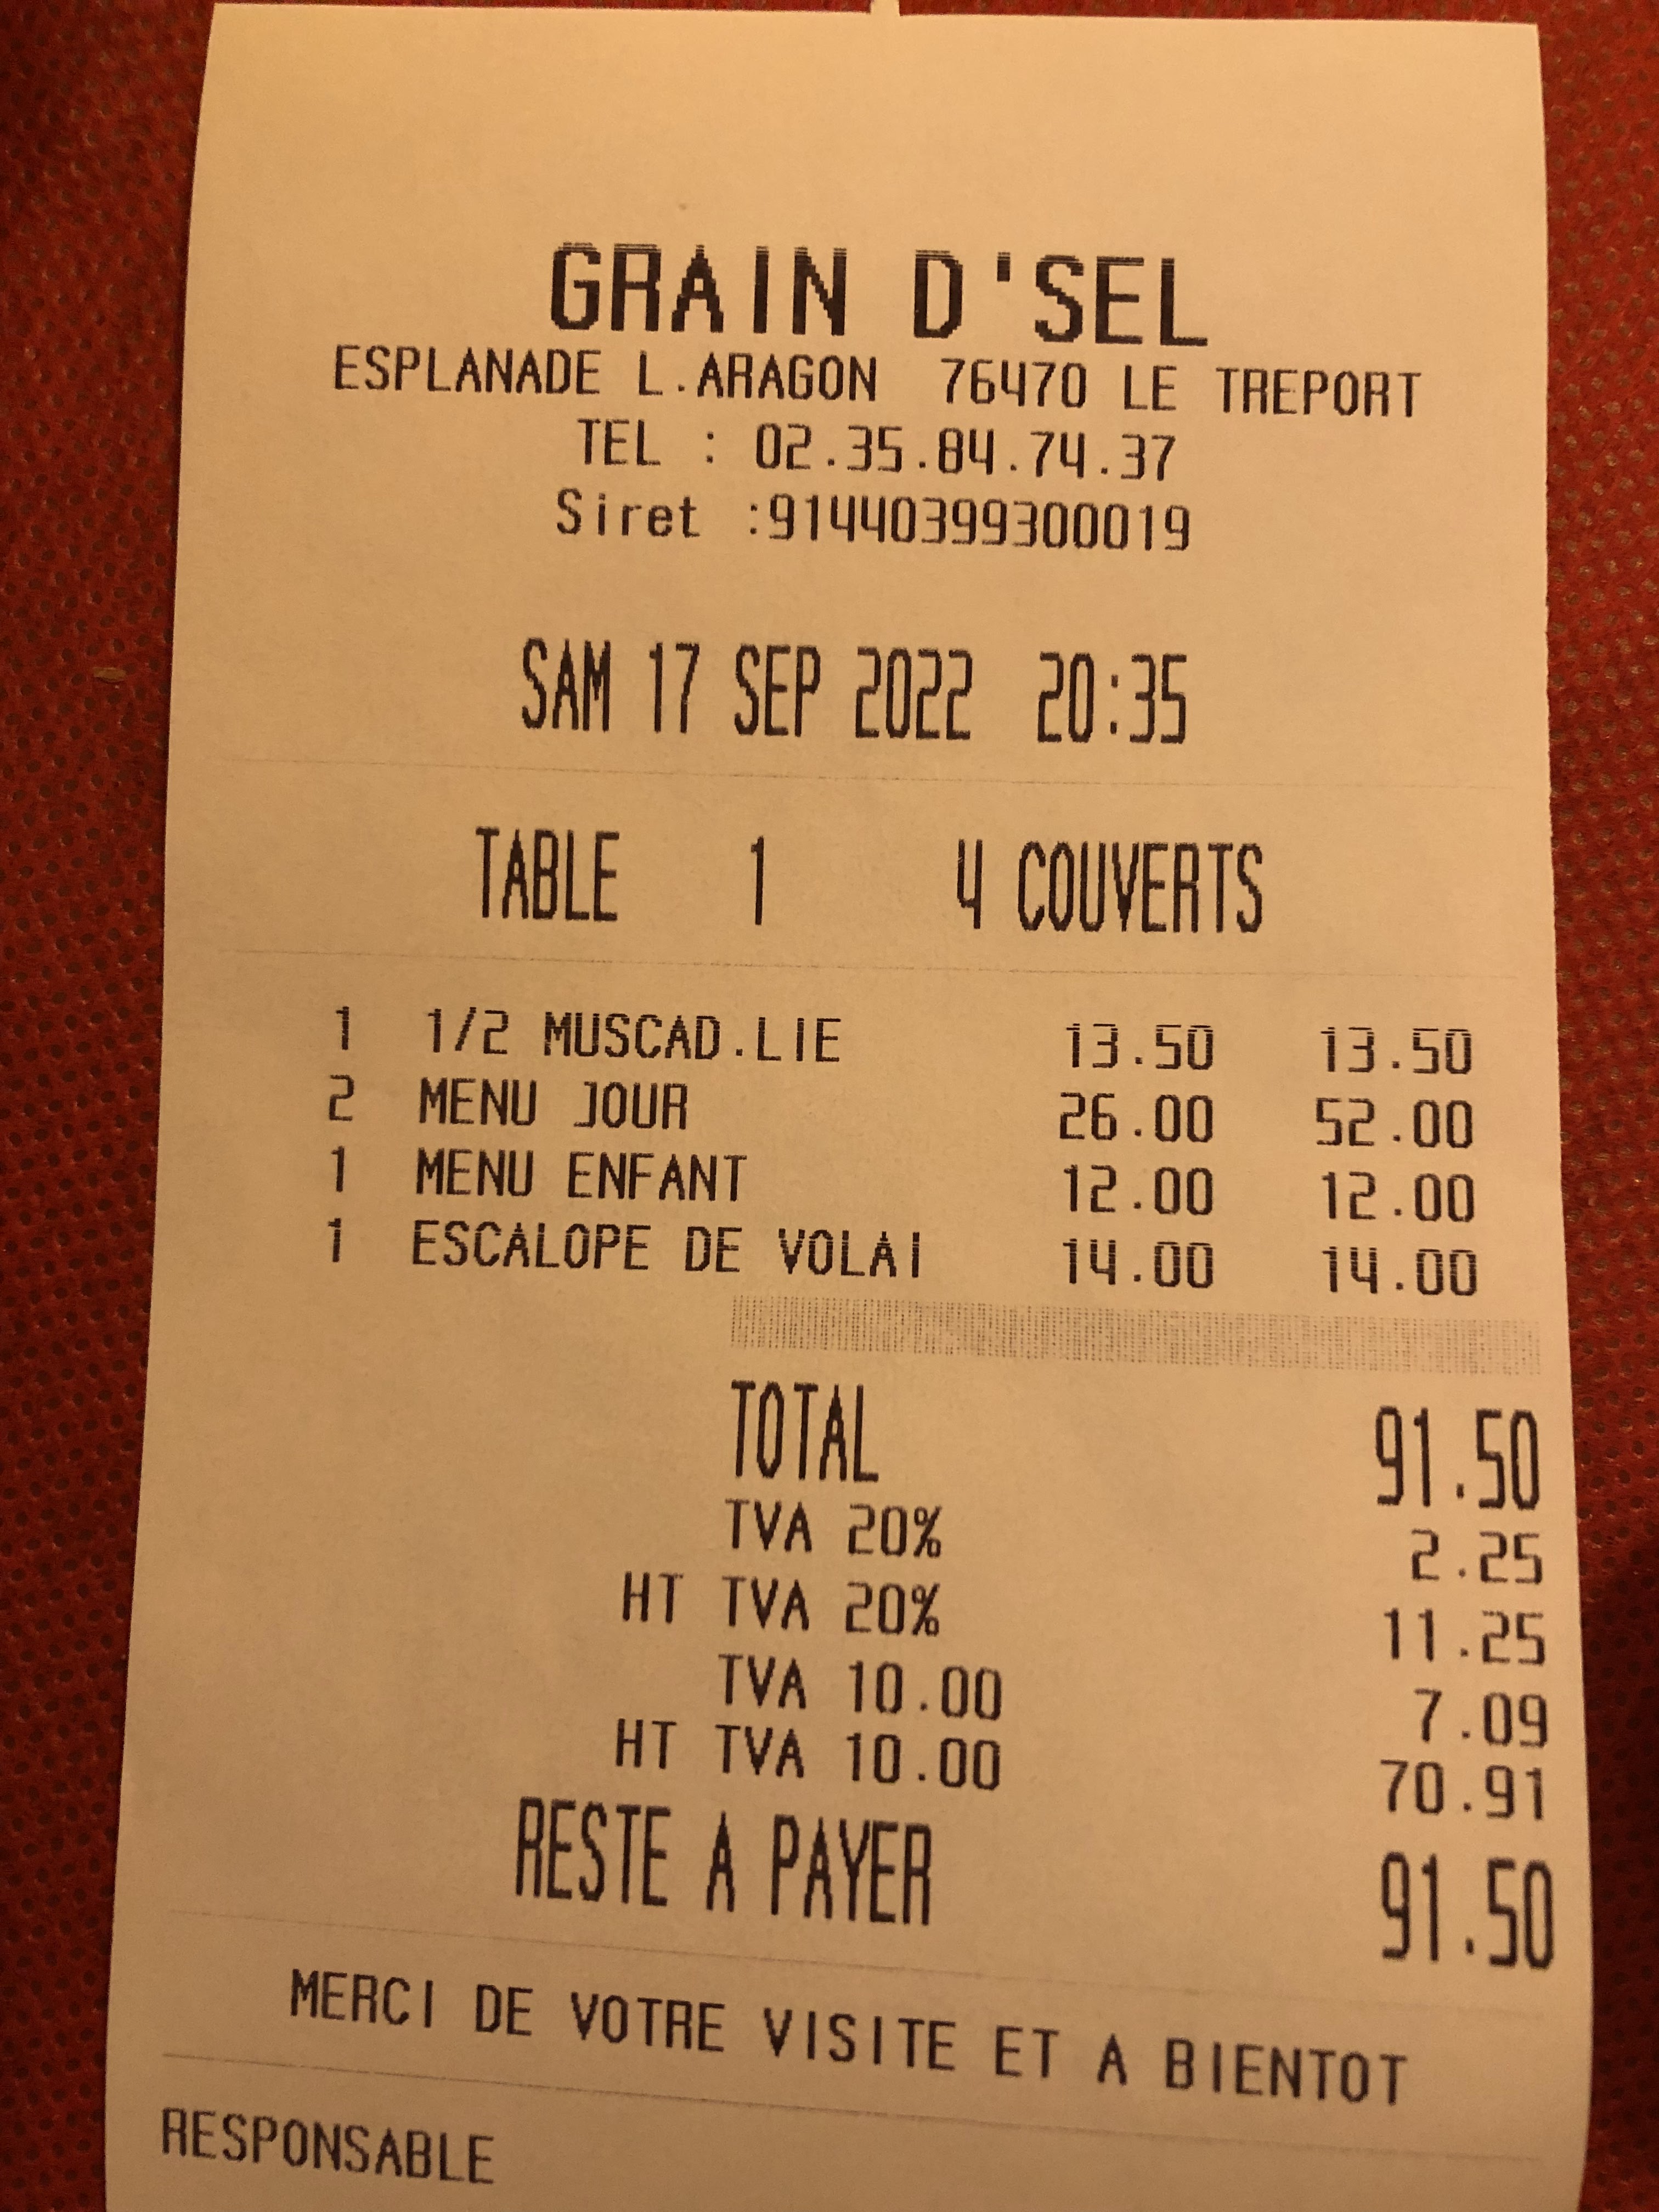 GRAIN D'SEL
ESPLANADE L.ARAGON 76470 LE TREPORT
TEL : 02.35.84.74.37
Siret :91440399300019
SAM 17 SEP 2022 20:35
TABLE 1 4 COUVERTS
1 1/2 MUSCAD.LIE 13.50 13.50
2 MENU JOUR 26.00 52.00
1 MENU ENFANT 12.00 12.00
1 ESCALOPE DE VOLAI 14.00 14.00
TOTAL 91.50
TVA 20% 2.25
HT TVA 20% 11.25
TVA 10.00 7.09
HT TVA 10.00 70.91
RESTE A PAYER 91.50
MERCI DE VOTRE VISITE ET A BIENTOT
RESPONSABLE